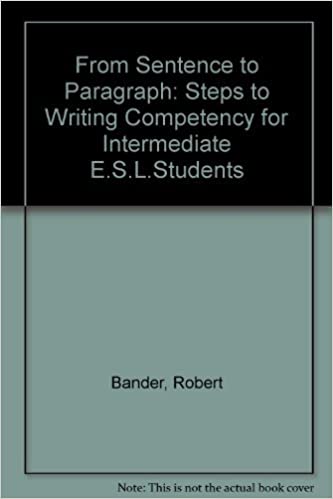 From Sentence to
Paragraph: Steps to
Writing Competency for
Intermediate
E.S.L.Students
Bander, Robert
Note: This is not the actual book cover